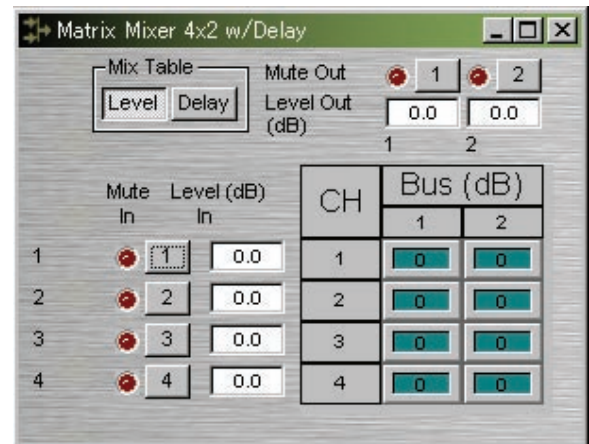 Matrix Mixer 4x2 w/Delay
Mix Table
Level Delay
Mute Out 1 2
Level Out (dB) 0.0 0.0
1 2
Mute In Level (dB) In
CH Bus (dB)
1 2
1 1 0.0 1 0 0
2 2 0.0 2 0 0
3 3 0.0 3 0 0
4 4 0.0 4 0 0